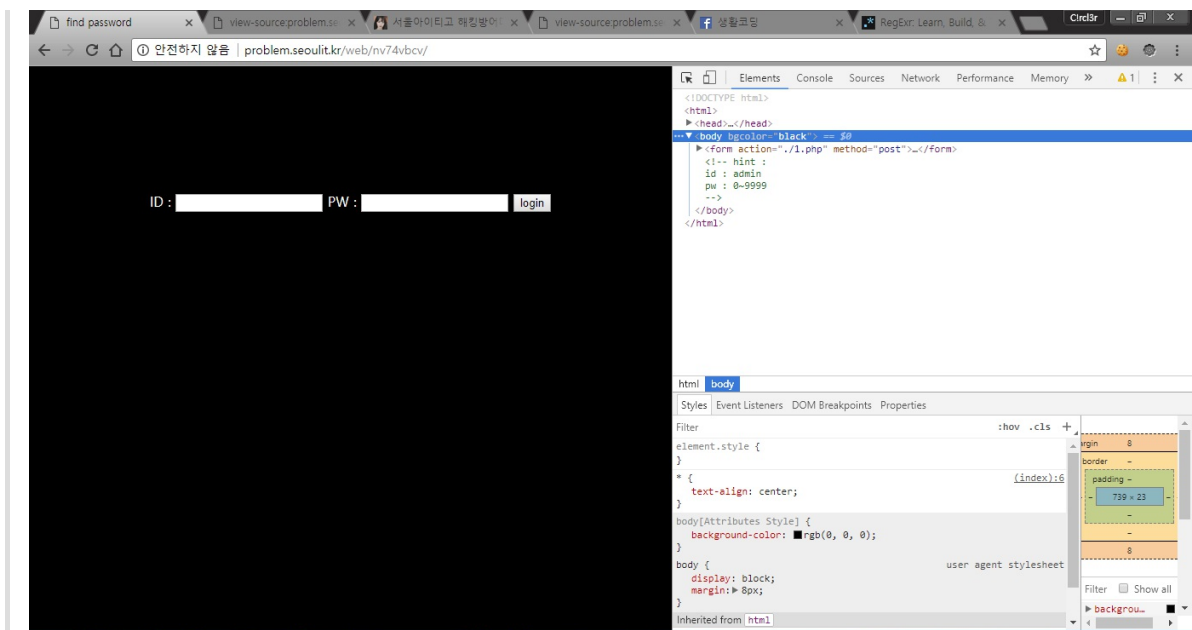 find password
view-source:problem.se
서울아이티고 해킹방어
view-source:problem.se
생활코딩
RegExr: Learn, Build, &
Clrcl3r
안전하지 않음 | problem.seoulit.kr/web/nv74vbcv/
ID :
PW :
login
Elements Console Sources Network Performance Memory » 1
<!DOCTYPE html>
<html>
▶<head>…</head>
…▼<body bgcolor="black"> == $0
▶<form action="./1.php" method="post">…</form>
<!-- hint :
id : admin
pw : 0~9999
-->
</body>
</html>
html body
Styles Event Listeners DOM Breakpoints Properties
Filter :hov .cls +
element.style {
}
* { (index):6
text-align: center;
}
body[Attributes Style] {
background-color: rgb(0, 0, 0);
}
body { user agent stylesheet
display: block;
margin:▶ 8px;
}
Inherited from html
rgin 8
border –
padding –
– 739 × 23 –
–
–
8
Filter Show all
▶ backgrou…